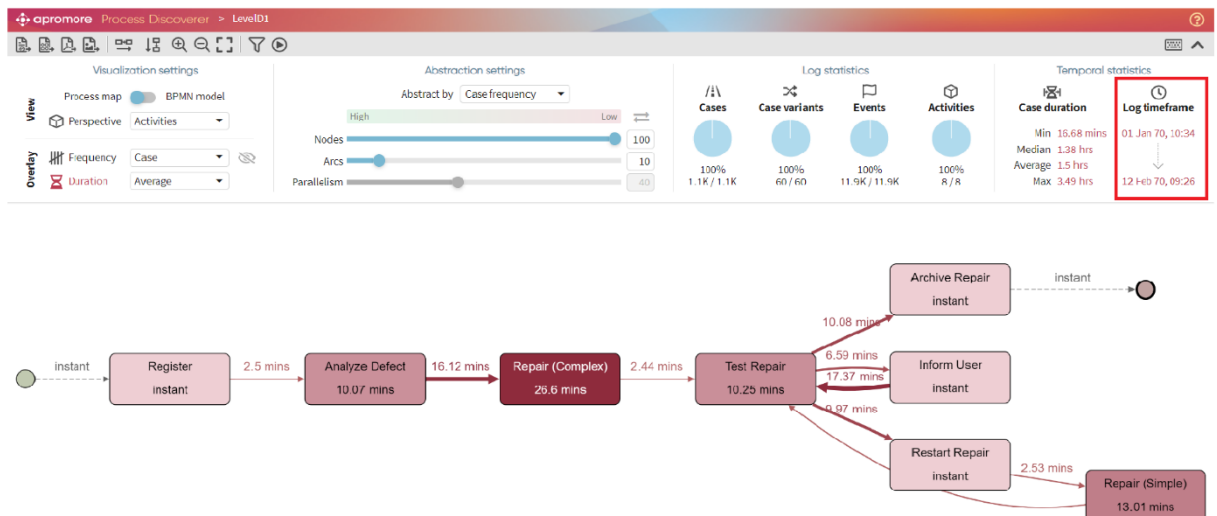 apromore Process Discoverer > LevelD1
Visualization settings
View
Process map BPMN model
Perspective Activities
Overlay
Frequency Case
Duration Average
Abstraction settings
Abstract by Case frequency
High Low
Nodes 100
Arcs 10
Parallelism 40
Log statistics
Cases
100%
1.1K / 1.1K
Case variants
100%
60 / 60
Events
100%
11.9K / 11.9K
Activities
100%
8 / 8
Temporal statistics
Case duration
Min 16.68 mins
Median 1.38 hrs
Average 1.5 hrs
Max 3.49 hrs
Log timeframe
01 Jan 70, 10:34
12 Feb 70, 09:26
instant
Register
instant
2.5 mins
Analyze Defect
10.07 mins
16.12 mins
Repair (Complex)
26.6 mins
2.44 mins
Test Repair
10.25 mins
10.08 mins
Archive Repair
instant
instant
6.59 mins
17.37 mins
Inform User
instant
9.97 mins
Restart Repair
instant
2.53 mins
Repair (Simple)
13.01 mins